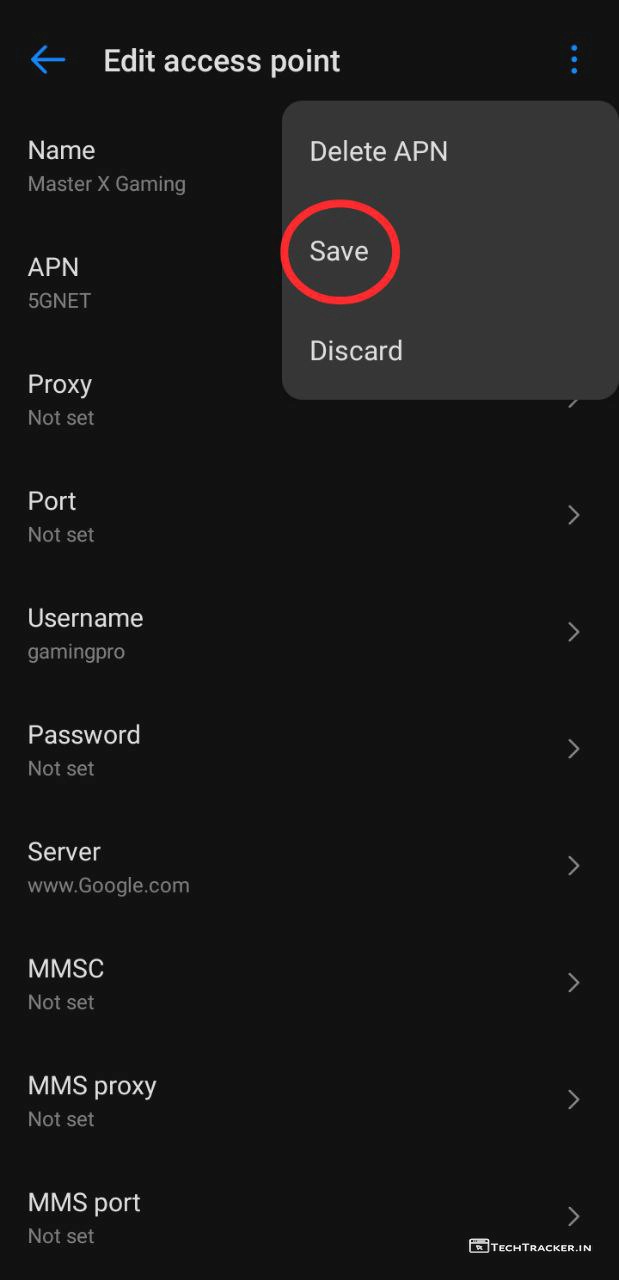 Edit access point
Delete APN
Save
Discard
Name
Master X Gaming
APN
5GNET
Proxy
Not set
Port
Not set
Username
gamingpro
Password
Not set
Server
www.Google.com
MMSC
Not set
MMS proxy
Not set
MMS port
Not set
TECHTRACKER.IN